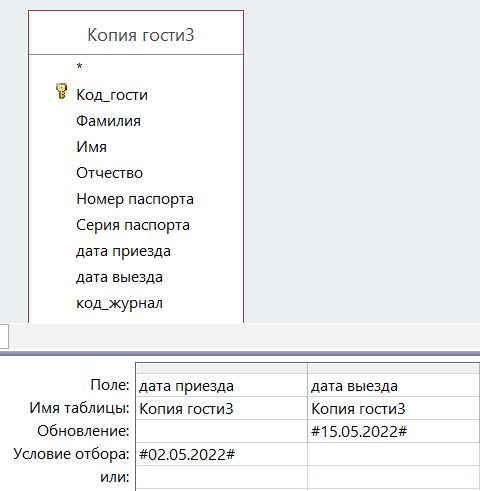 Копия гости3
*
Код_гости
Фамилия
Имя
Отчество
Номер паспорта
Серия паспорта
дата приезда
дата выезда
код_журнал
Поле: дата приезда дата выезда
Имя таблицы: Копия гости3 Копия гости3
Обновление: #15.05.2022#
Условие отбора: #02.05.2022#
или: